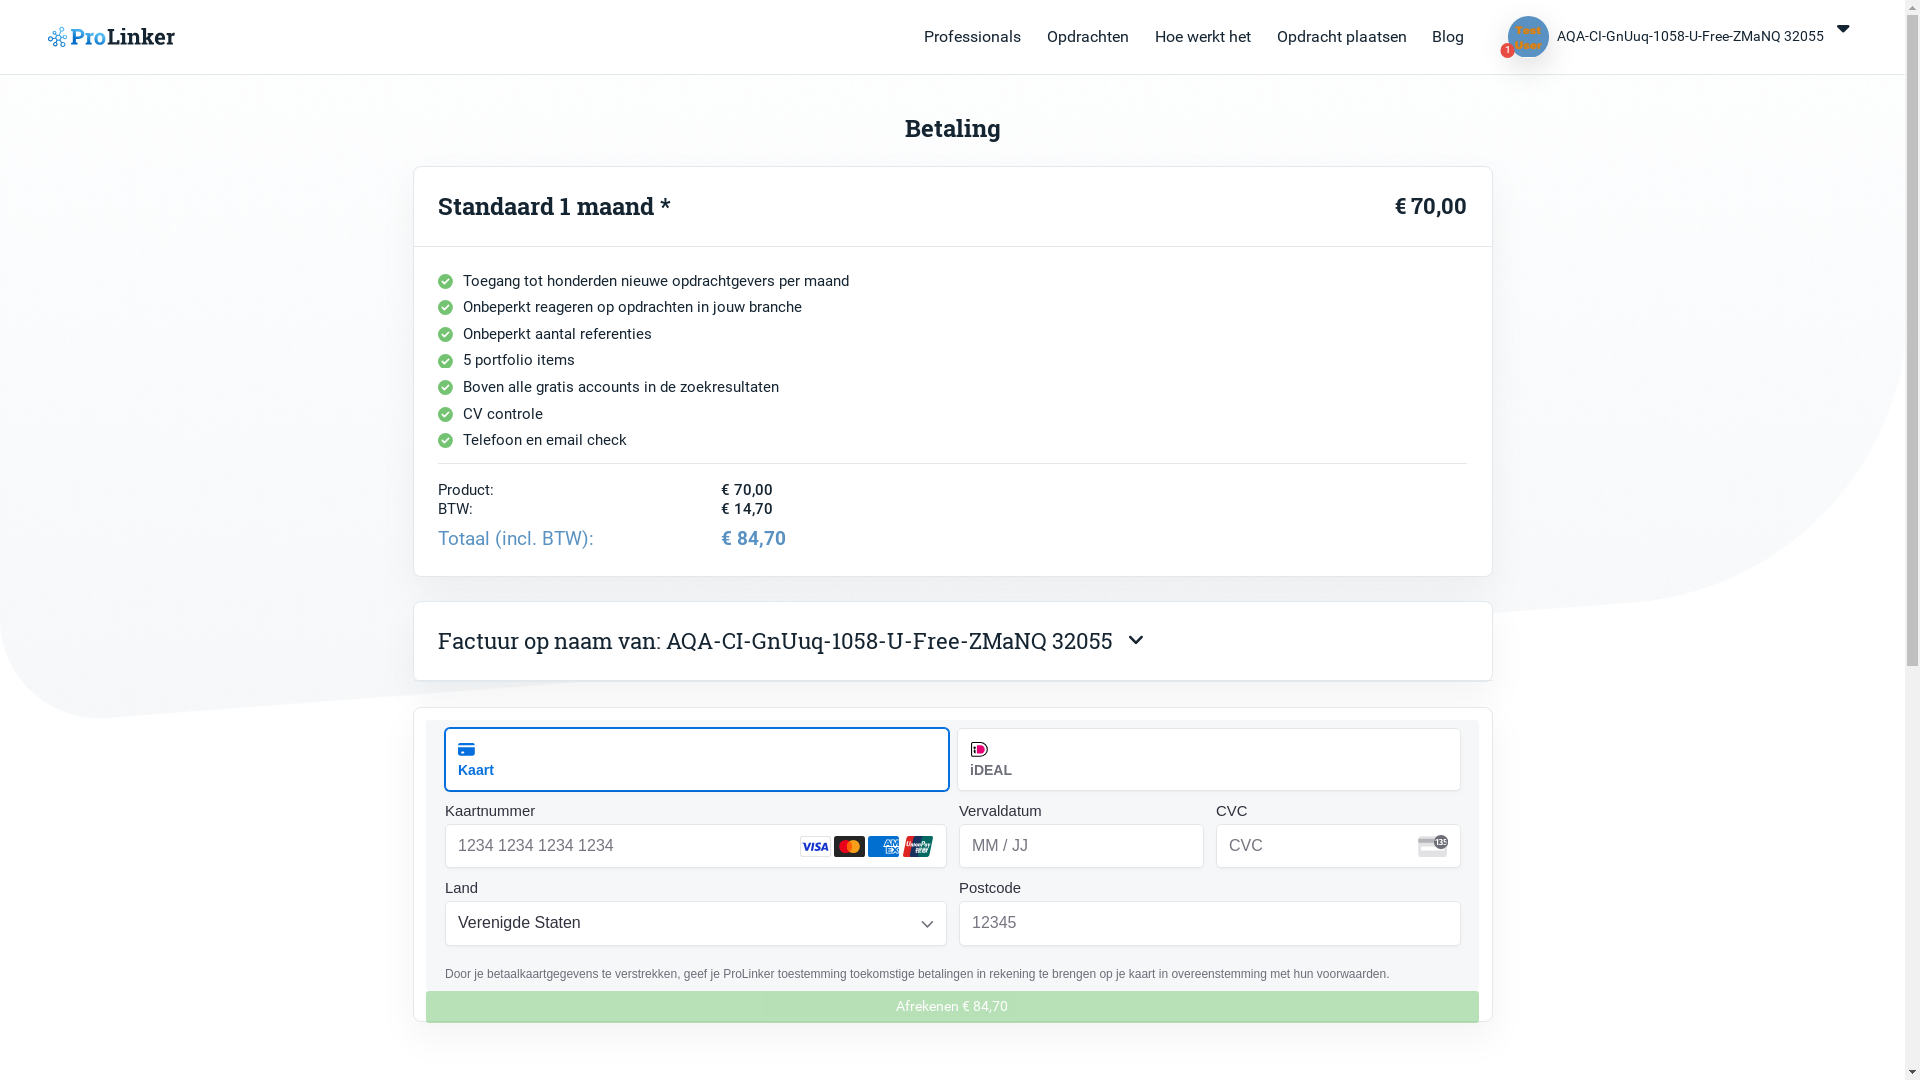 ProLinker
Professionals
Opdrachten
Hoe werkt het
Opdracht plaatsen
Blog
Test
User
1
AQA-CI-GnUuq-1058-U-Free-ZMaNQ 32055
Betaling
Standaard 1 maand *
€ 70,00
Toegang tot honderden nieuwe opdrachtgevers per maand
Onbeperkt reageren op opdrachten in jouw branche
Onbeperkt aantal referenties
5 portfolio items
Boven alle gratis accounts in de zoekresultaten
CV controle
Telefoon en email check
Product: € 70,00
BTW: € 14,70
Totaal (incl. BTW): € 84,70
Factuur op naam van: AQA-CI-GnUuq-1058-U-Free-ZMaNQ 32055
Kaart
iDEAL
Kaartnummer
Vervaldatum
CVC
1234 1234 1234 1234
VISA
AM
EX
UnionPay
MM / JJ
CVC
135
Land
Postcode
Verenigde Staten
12345
Door je betaalkaartgegevens te verstrekken, geef je ProLinker toestemming toekomstige betalingen in rekening te brengen op je kaart in overeenstemming met hun voorwaarden.
Afrekenen € 84,70